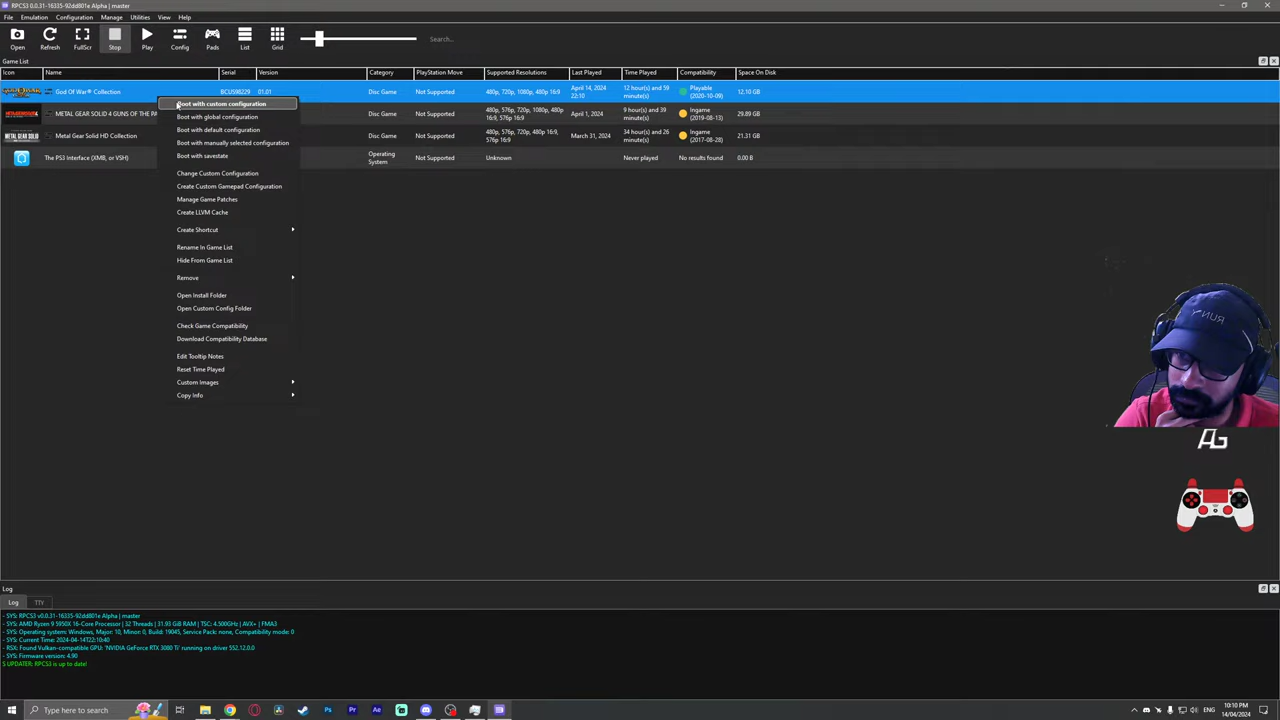 RPCS3 0.0.31-16335-92dd801e Alpha | master
File Emulation Configuration Manage Utilities View Help
Open Refresh FullScr Stop Play Config Pads List Grid Search...
Game List
Icon Name Serial Version Category PlayStation Move Supported Resolutions Last Played Time Played Compatibility Space On Disk
God Of War® Collection BCUS98229 01.01 Disc Game Not Supported 480p, 720p, 1080p, 480p 16:9 April 14, 2024 22:10 12 hour(s) and 59 minute(s) Playable (2020-10-09) 12.10 GB
METAL GEAR SOLID 4 GUNS OF THE PA Disc Game Not Supported 480p, 576p, 720p, 1080p, 480p 16:9, 576p 16:9 April 1, 2024 9 hour(s) and 39 minute(s) Ingame (2019-08-13) 29.89 GB
Metal Gear Solid HD Collection Disc Game Not Supported 480p, 576p, 720p, 480p 16:9, 576p 16:9 March 31, 2024 34 hour(s) and 26 minute(s) Ingame (2017-08-28) 21.31 GB
The PS3 Interface (XMB, or VSH) Operating System Not Supported Unknown Never played No results found 0.00 B
Boot with custom configuration
Boot with global configuration
Boot with default configuration
Boot with manually selected configuration
Boot with savestate
Change Custom Configuration
Create Custom Gamepad Configuration
Manage Game Patches
Create LLVM Cache
Create Shortcut
Rename In Game List
Hide From Game List
Remove
Open Install Folder
Open Custom Config Folder
Check Game Compatibility
Download Compatibility Database
Edit Tooltip Notes
Reset Time Played
Custom Images
Copy Info
AG
Log
Log TTY
- SYS: RPCS3 v0.0.31-16335-92dd801e Alpha | master
- SYS: AMD Ryzen 9 5950X 16-Core Processor | 32 Threads | 31.93 GiB RAM | TSC: 4.500GHz | AVX+ | FMA3
- SYS: Operating system: Windows, Major: 10, Minor: 0, Build: 19045, Service Pack: none, Compatibility mode: 0
- SYS: Current Time: 2024-04-14T22:10:40
- RSX: Found Vulkan-compatible GPU: 'NVIDIA GeForce RTX 3080 Ti' running on driver 552.12.0.0
- SYS: Firmware version: 4.90
S UPDATER: RPCS3 is up to date!
Type here to search
10:10 PM
14/04/2024